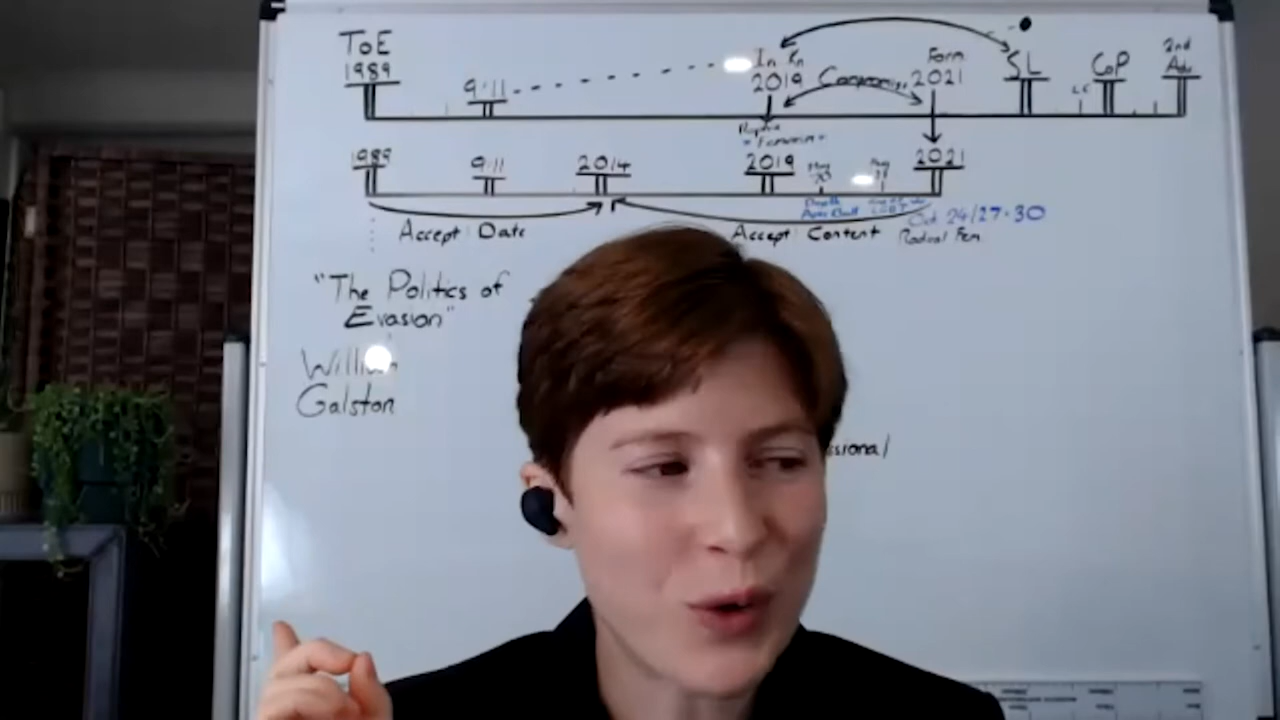 ToE
1989
9:11
In Kn
2019
Compromise
Form
2021
SL
LC
CoP
2nd
Adv
1989
9:11
2014
2019
2021
Accept Date
Accept Content
Oct 24/27-30
Radical Fem.
"The Politics of
Evasion"
William
Galston
ssional